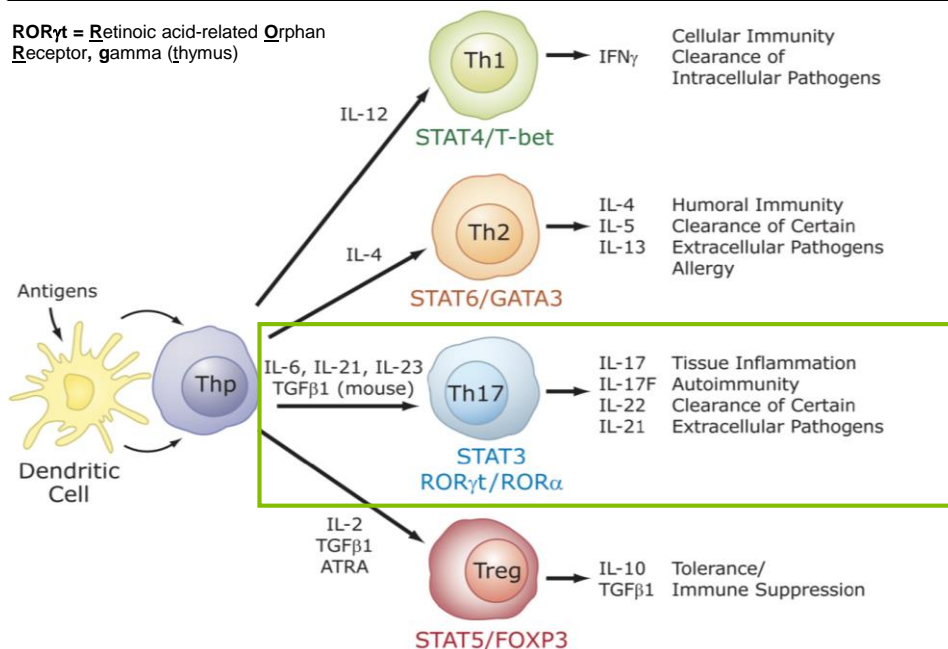 RORγt = Retinoic acid-related Orphan
Receptor, gamma (thymus)
IL-12
Th1
STAT4/T-bet
IFNγ
Cellular Immunity
Clearance of
Intracellular Pathogens
IL-4
Th2
STAT6/GATA3
IL-4 Humoral Immunity
IL-5 Clearance of Certain
IL-13 Extracellular Pathogens
Allergy
Antigens
Dendritic
Cell
Thp
IL-6, IL-21, IL-23
TGFβ1 (mouse)
Th17
STAT3
RORγt/RORα
IL-17 Tissue Inflammation
IL-17F Autoimmunity
IL-22 Clearance of Certain
IL-21 Extracellular Pathogens
IL-2
TGFβ1
ATRA
Treg
STAT5/FOXP3
IL-10 Tolerance/
TGFβ1 Immune Suppression